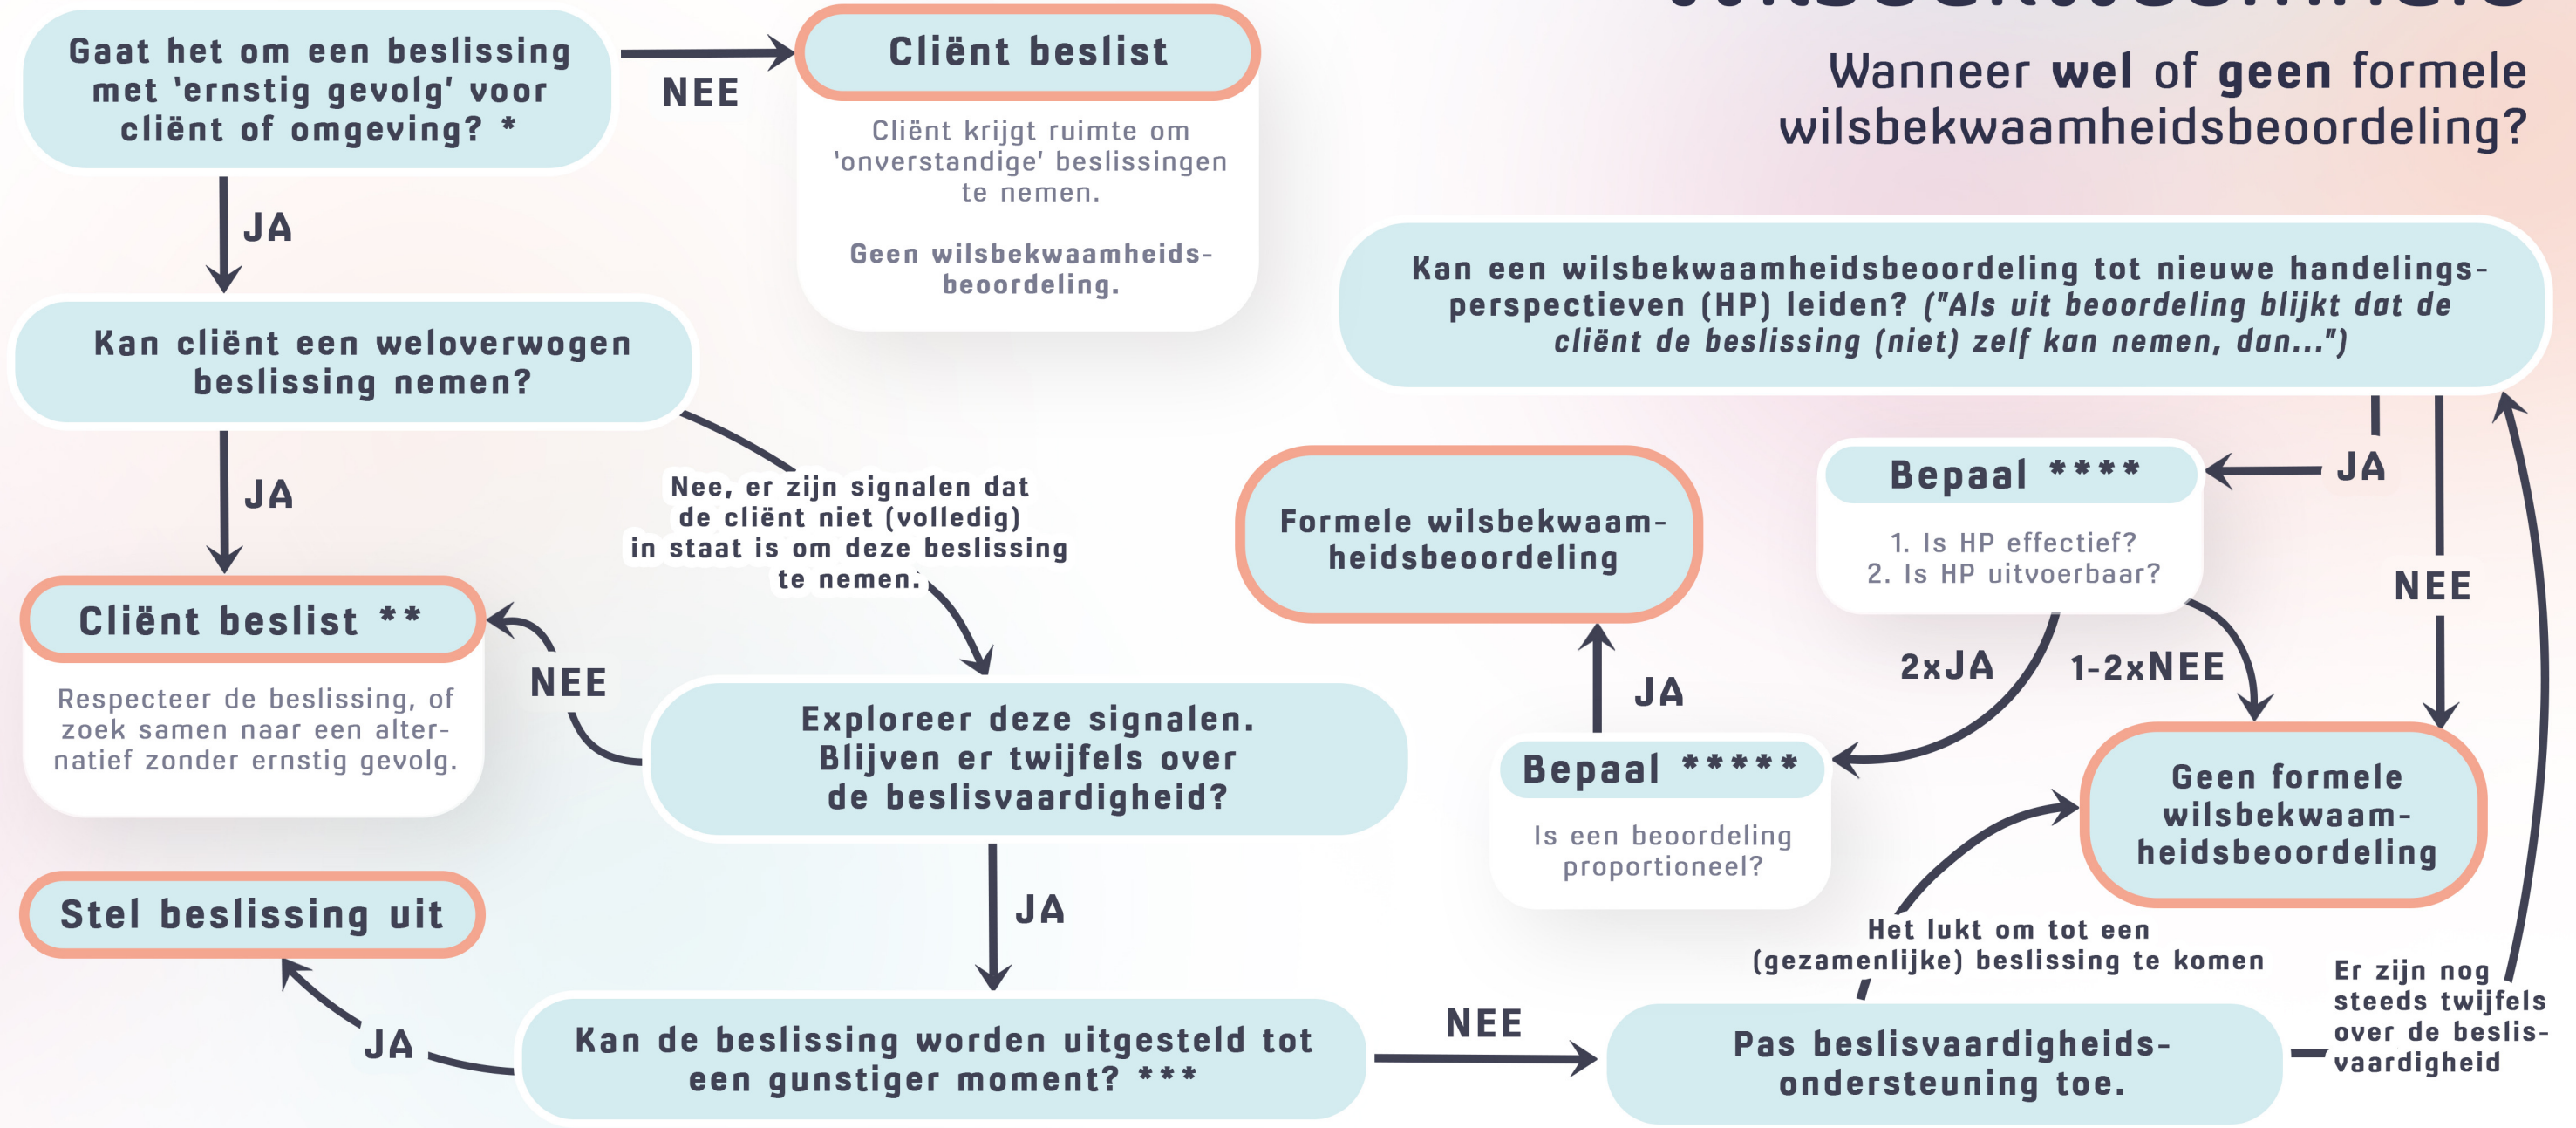 Gaat het om een beslissing
met ‘ernstig gevolg’ voor
cliënt of omgeving? *
NEE
Cliënt beslist
Cliënt krijgt ruimte om
‘onverstandige’ beslissingen
te nemen.
Geen wilsbekwaamheids-
beoordeling.
Wanneer wel of geen formele
wilsbekwaamheidsbeoordeling?
JA
Kan cliënt een weloverwogen
beslissing nemen?
JA
Nee, er zijn signalen dat
de cliënt niet (volledig)
in staat is om deze beslissing
te nemen.
Cliënt beslist **
Respecteer de beslissing, of
zoek samen naar een alter-
natief zonder ernstig gevolg.
NEE
Exploreer deze signalen.
Blijven er twijfels over
de beslisvaardigheid?
JA
Stel beslissing uit
JA
Kan de beslissing worden uitgesteld tot
een gunstiger moment? ***
NEE
Pas beslisvaardigheids-
ondersteuning toe.
Het lukt om tot een
(gezamenlijke) beslissing te komen
Er zijn nog
steeds twijfels
over de beslis-
vaardigheid
Kan een wilsbekwaamheidsbeoordeling tot nieuwe handelings-
perspectieven (HP) leiden? ("Als uit beoordeling blijkt dat de
cliënt de beslissing (niet) zelf kan nemen, dan...")
JA
NEE
Bepaal ****
1. Is HP effectief?
2. Is HP uitvoerbaar?
2xJA
1-2xNEE
Bepaal *****
Is een beoordeling
proportioneel?
JA
Formele wilsbekwaam-
heidsbeoordeling
Geen formele
wilsbekwaam-
heidsbeoordeling